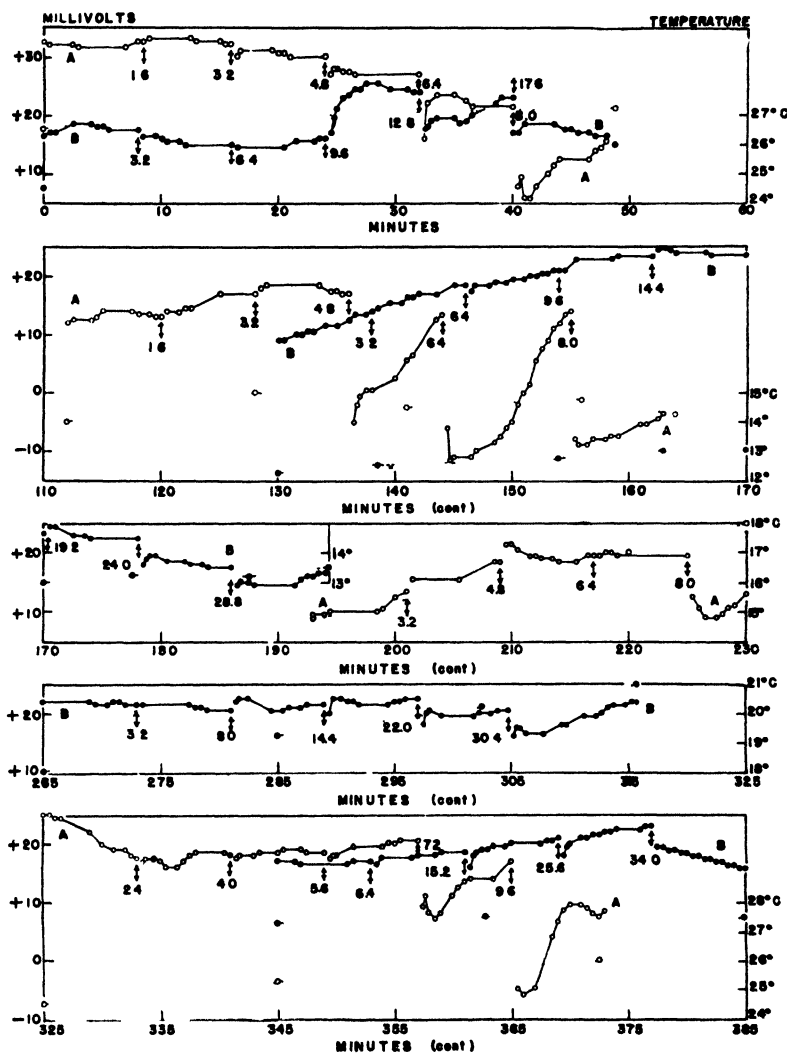 MILLIVOLTS TEMPERATURE
+30 A
1 6 3 2 4.8 6.4 17.6
+20 12 8 8.0 27°
B B 26°
3.2 6.4 9.6
+10 A 25°
24°
0 10 20 30 40 50 60
MINUTES
+20 A B
4 8 6.4 9 6 14.4
+10 1 6 3.2 B 3.2 6 4 8.0
0 15°
14°
-10 A 13°
12°
110 120 130 140 150 160 170
MINUTES (cont)
18°
+20 19.2 24.0 B 14° 17°
13° 4.8 6 4 8.0
28.8
+10 A B 3.2 A 15°
170 180 190 200 210 220 230
MINUTES (cont)
21°
+20 B B 20°
3.2 8.0 14.4 22.0 30.4
19°
+10 18°
265 275 285 295 305 315 325
MINUTES (cont)
A
+20 7.2 B
2.4 4.0 5.6 6.4 15.2 9 6 25.6 34 0
+10 A 28°
27°
0 26°
25°
-10 24°
325 335 345 355 365 375 385
MINUTES (cont)